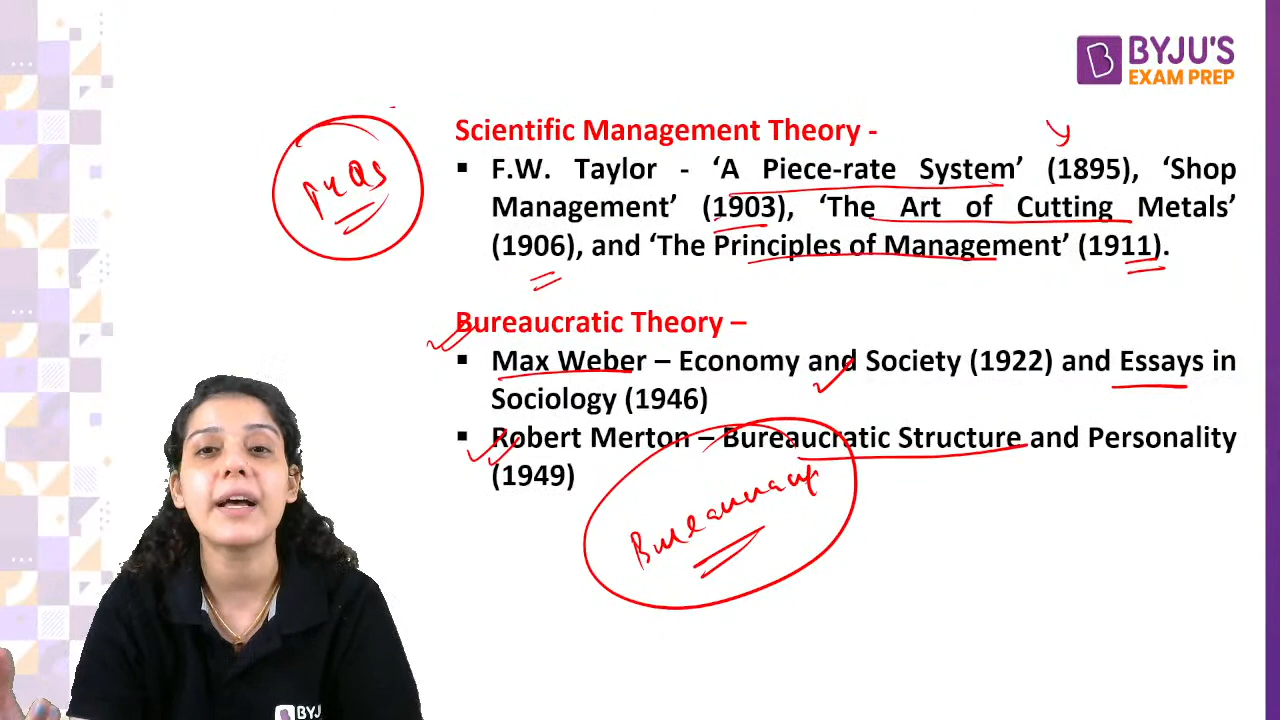 BYJU'S
EXAM PREP
Scientific Management Theory -
▪ F.W. Taylor - ‘A Piece-rate System’ (1895), ‘Shop
Management’ (1903), ‘The Art of Cutting Metals’
(1906), and ‘The Principles of Management’ (1911).
PYQs
Bureaucratic Theory –
▪ Max Weber – Economy and Society (1922) and Essays in
Sociology (1946)
▪ Robert Merton – Bureaucratic Structure and Personality
(1949)
Bureaucracy
BYJU